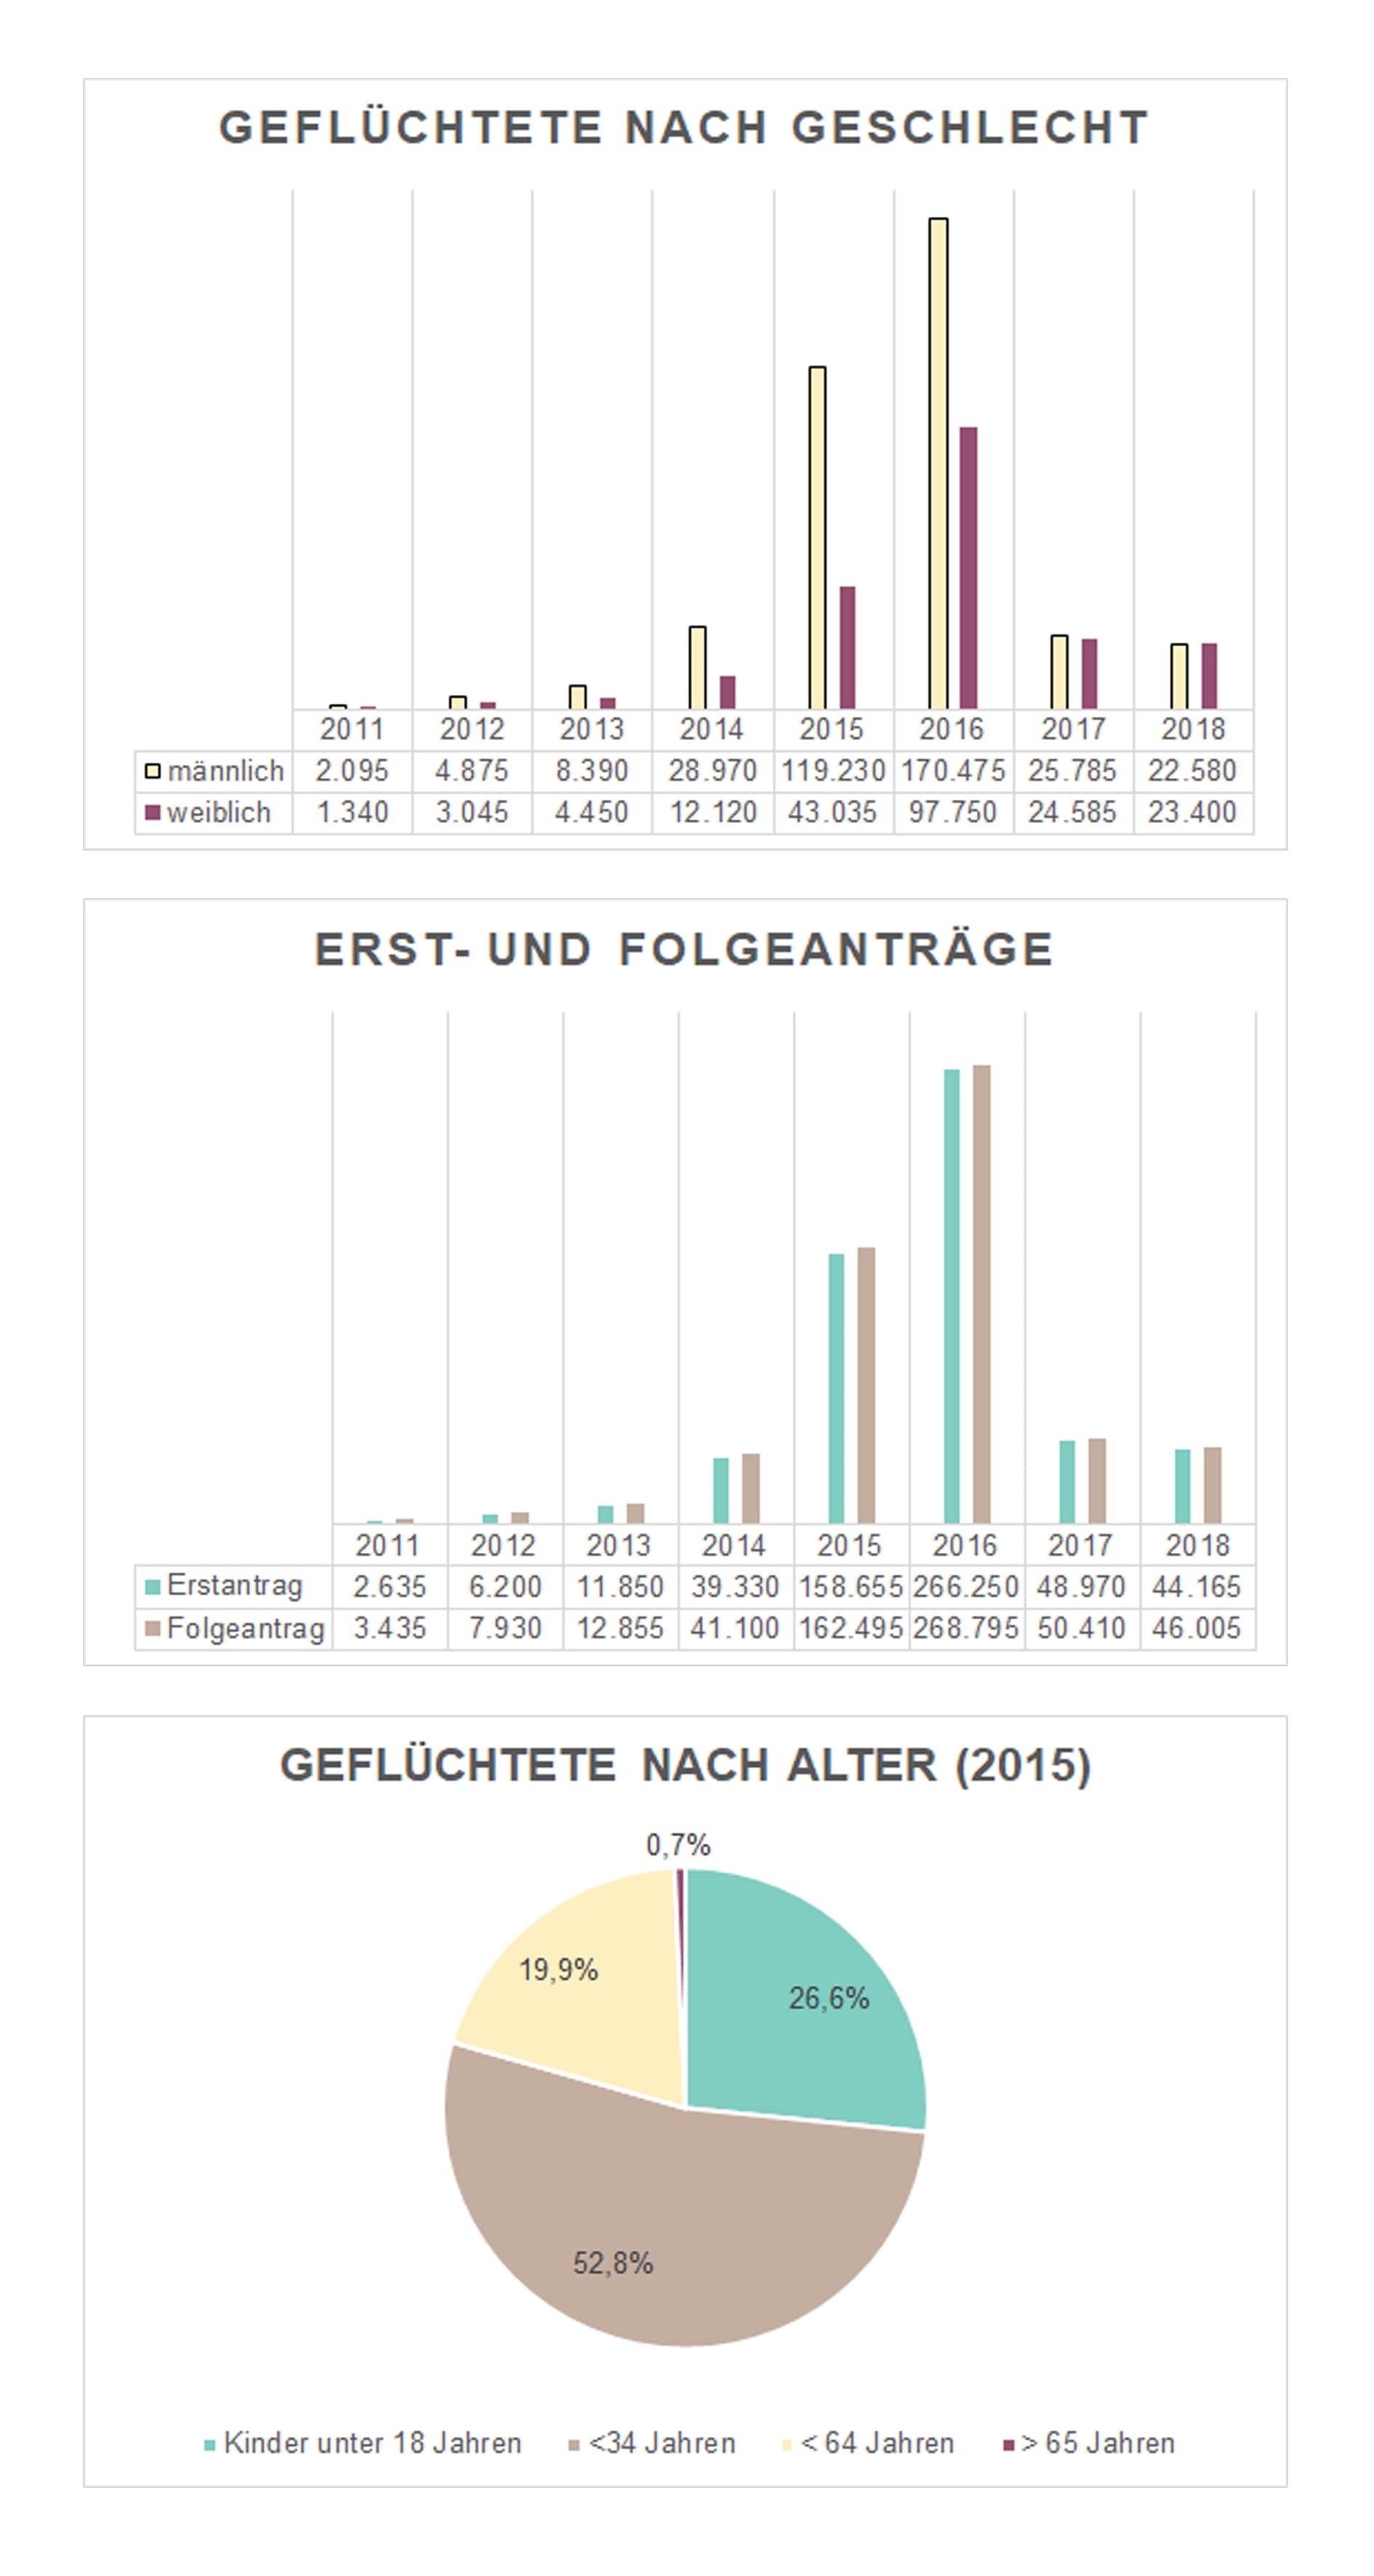 GEFLÜCHTETE NACH GESCHLECHT
2011 2012 2013 2014 2015 2016 2017 2018
männlich 2.095 4.875 8.390 28.970 119.230 170.475 25.785 22.580
weiblich 1.340 3.045 4.450 12.120 43.035 97.750 24.585 23.400
ERST- UND FOLGEANTRÄGE
2011 2012 2013 2014 2015 2016 2017 2018
Erstantrag 2.635 6.200 11.850 39.330 158.655 266.250 48.970 44.165
Folgeantrag 3.435 7.930 12.855 41.100 162.495 268.795 50.410 46.005
GEFLÜCHTETE NACH ALTER (2015)
0,7%
19,9%
26,6%
52,8%
Kinder unter 18 Jahren <34 Jahren < 64 Jahren > 65 Jahren